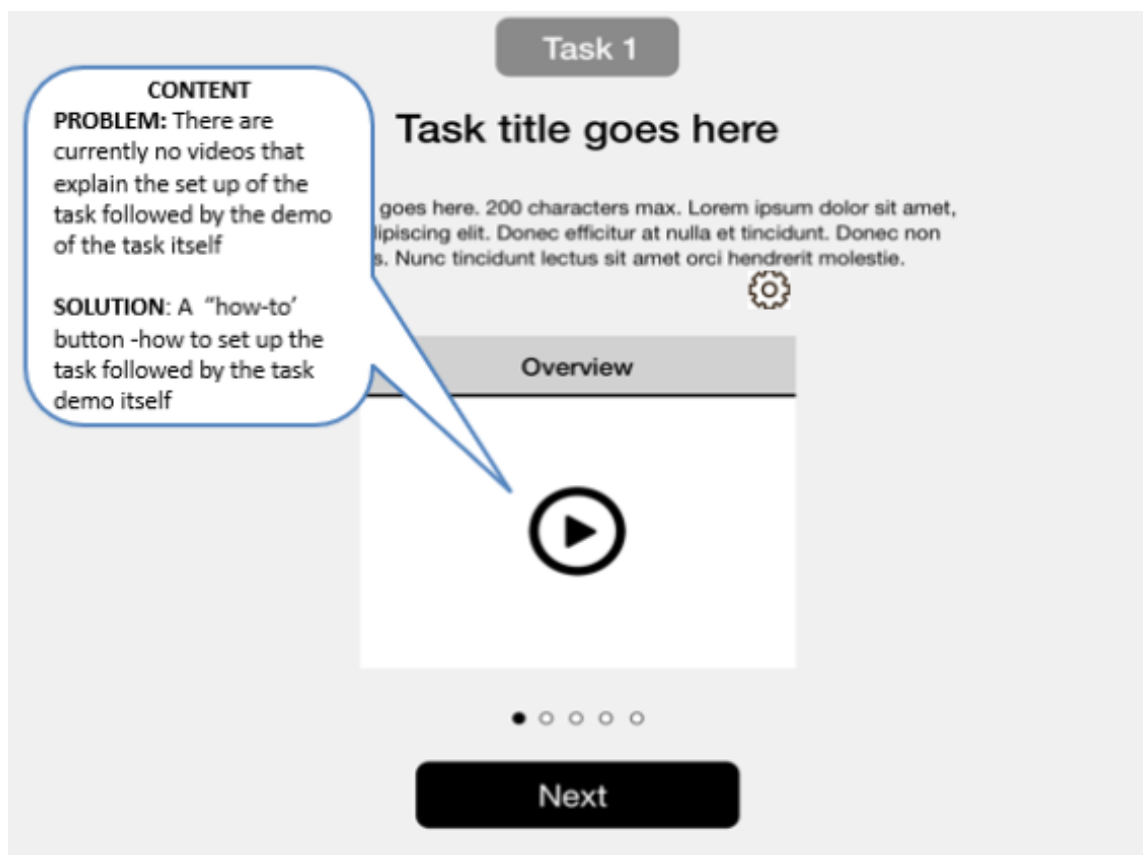 Task 1
CONTENT
PROBLEM: There are
currently no videos that
explain the set up of the
task followed by the demo
of the task itself
SOLUTION: A “how-to’
button -how to set up the
task followed by the task
demo itself
Task title goes here
goes here. 200 characters max. Lorem ipsum dolor sit amet,
ipiscing elit. Donec efficitur at nulla et tincidunt. Donec non
s. Nunc tincidunt lectus sit amet orci hendrerit molestie.
Overview
Next